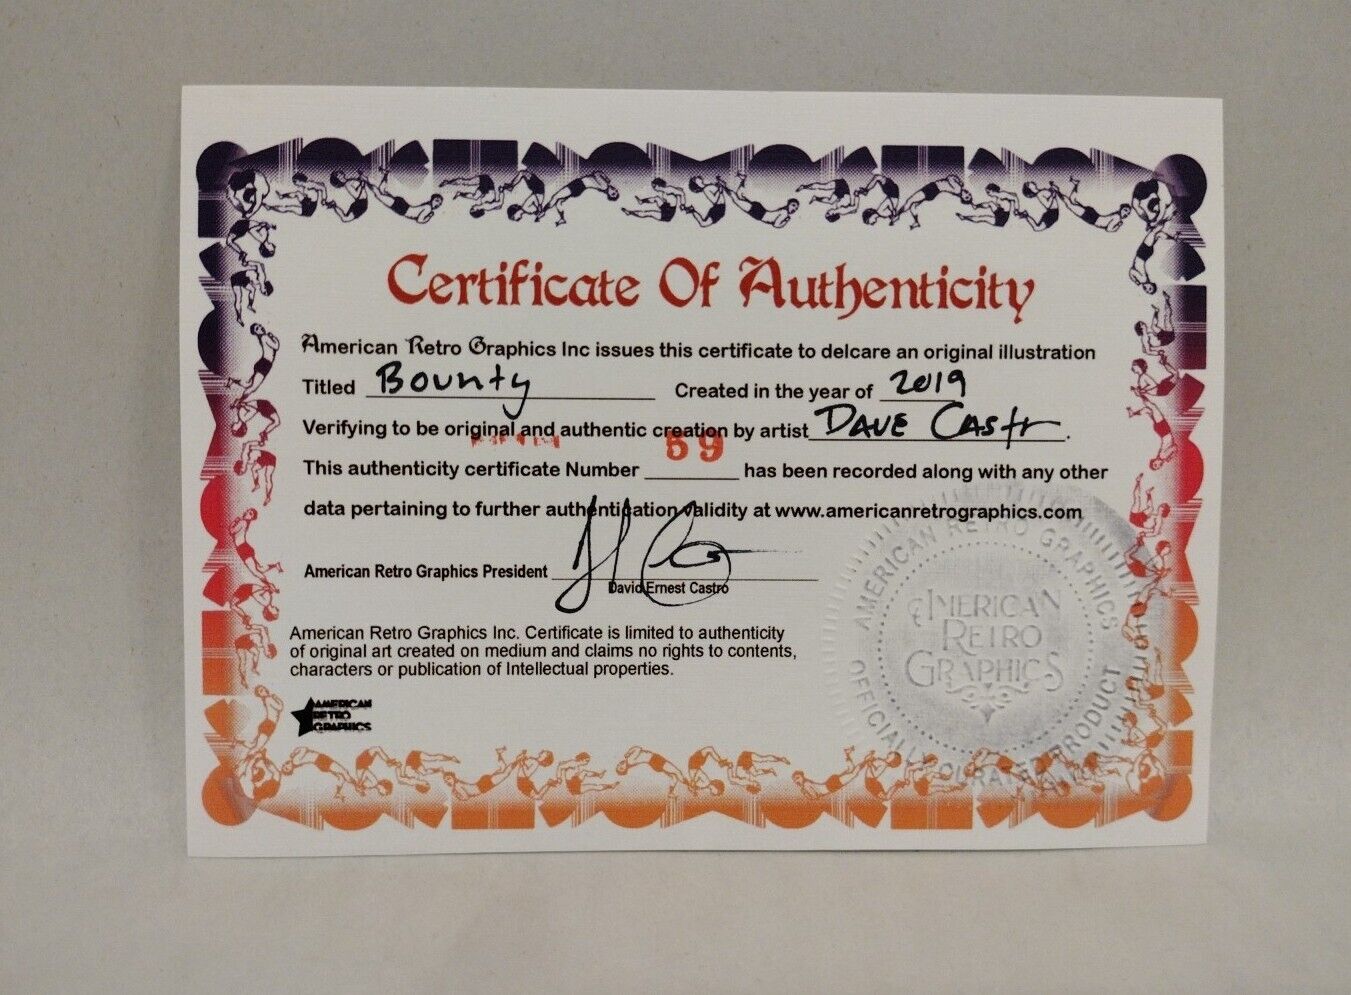 Certificate Of Authenticity
American Retro Graphics Inc issues this certificate to delcare an original illustration
Titled Bounty Created in the year of 2019
Verifying to be original and authentic creation by artist Dave Castr.
59
This authenticity certificate Number has been recorded along with any other
data pertaining to further authentication validity at www.americanretrographics.com
American Retro Graphics President
David Ernest Castro
American Retro Graphics Inc. Certificate is limited to authenticity
of original art created on medium and claims no rights to contents,
characters or publication of Intellectual properties.
AMERICAN
RETRO
GRAPHICS
AMERICAN RETRO GRAPHICS
AMERICAN
RETRO
GRAPHICS
OFFICIALLY CURATED PRODUCT